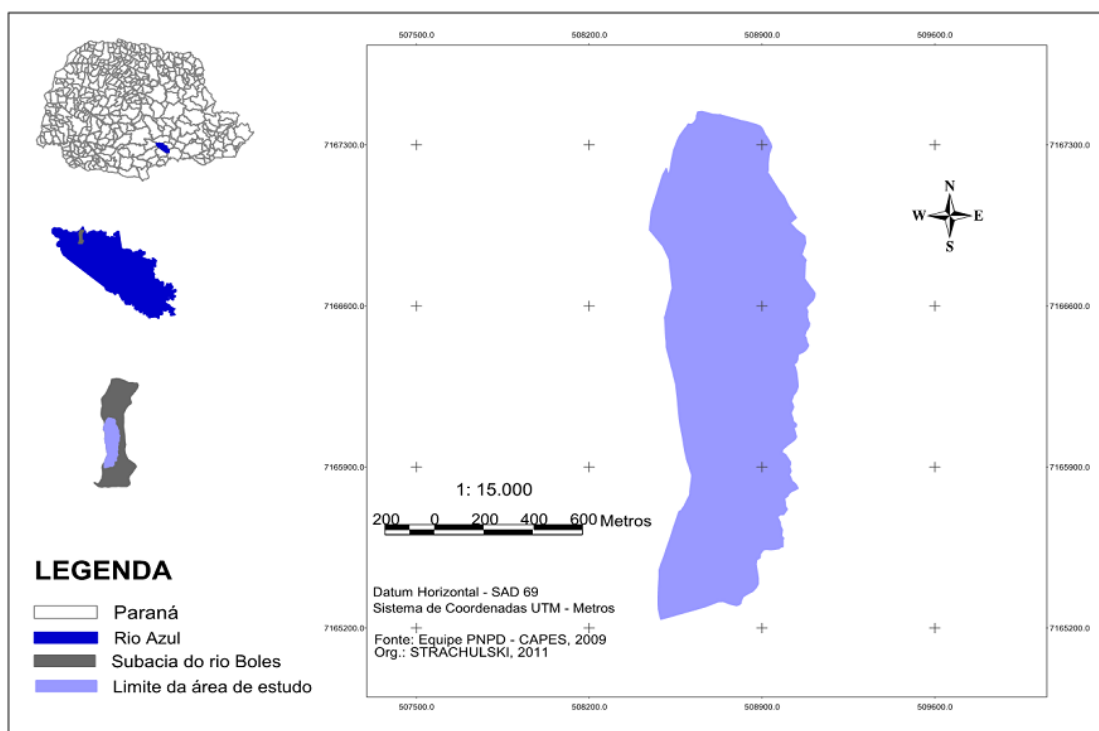 507500.0 508200.0 508900.0 509600.0
7167300.0 7167300.0
N
W E
S
7166600.0 7166600.0
7165900.0 7165900.0
1: 15.000
200 0 200 400 600 Metros
LEGENDA
Paraná
Rio Azul
Subacia do rio Boles
Limite da área de estudo
Datum Horizontal - SAD 69
Sistema de Coordenadas UTM - Metros
Fonte: Equipe PNPD - CAPES, 2009
Org.: STRACHULSKI, 2011
7165200.0 7165200.0
507500.0 508200.0 508900.0 509600.0